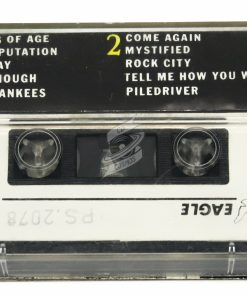 S OF AGE
PUTATION
AY
NOUGH
ANKEES
2 COME AGAIN
MYSTIFIED
ROCK CITY
TELL ME HOW YOU W
PILEDRIVER
EAGLE
PS.2078